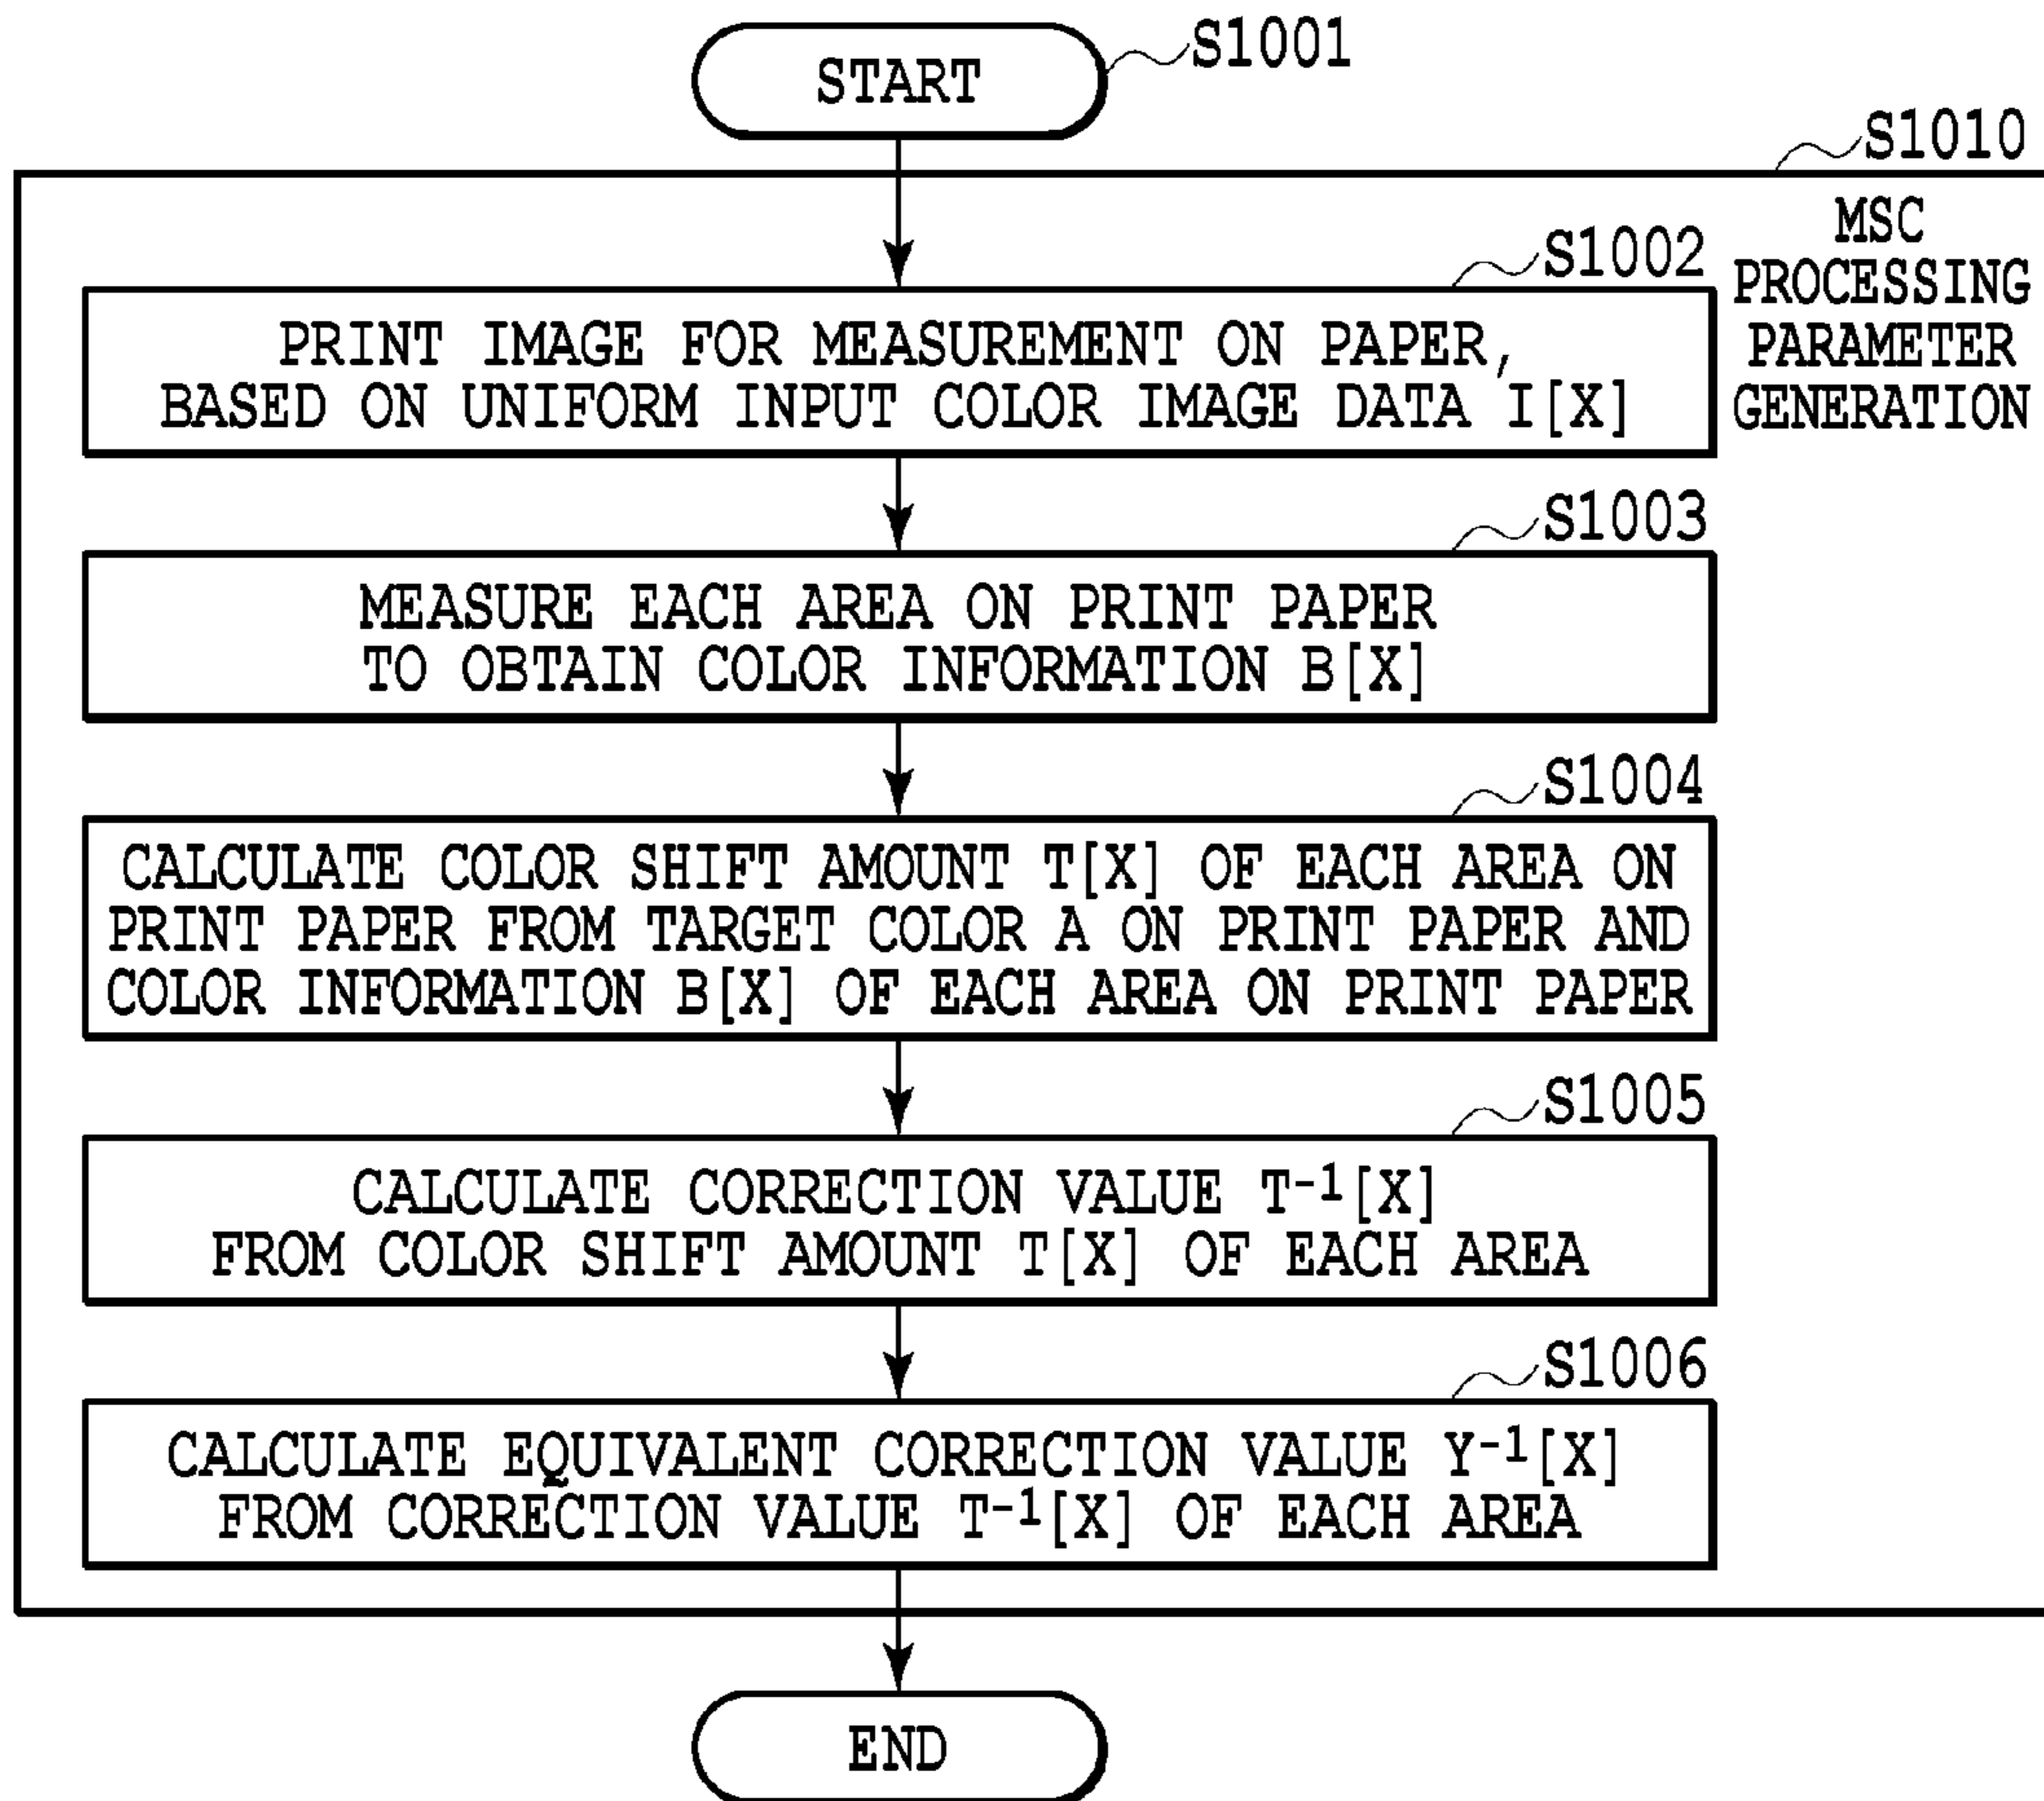 START
S1001
S1010
MSC
PROCESSING
PARAMETER
GENERATION
S1002
PRINT IMAGE FOR MEASUREMENT ON PAPER,
BASED ON UNIFORM INPUT COLOR IMAGE DATA I[X]
S1003
MEASURE EACH AREA ON PRINT PAPER
TO OBTAIN COLOR INFORMATION B[X]
S1004
CALCULATE COLOR SHIFT AMOUNT T[X] OF EACH AREA ON
PRINT PAPER FROM TARGET COLOR A ON PRINT PAPER AND
COLOR INFORMATION B[X] OF EACH AREA ON PRINT PAPER
S1005
CALCULATE CORRECTION VALUE T⁻¹[X]
FROM COLOR SHIFT AMOUNT T[X] OF EACH AREA
S1006
CALCULATE EQUIVALENT CORRECTION VALUE Y⁻¹[X]
FROM CORRECTION VALUE T⁻¹[X] OF EACH AREA
END